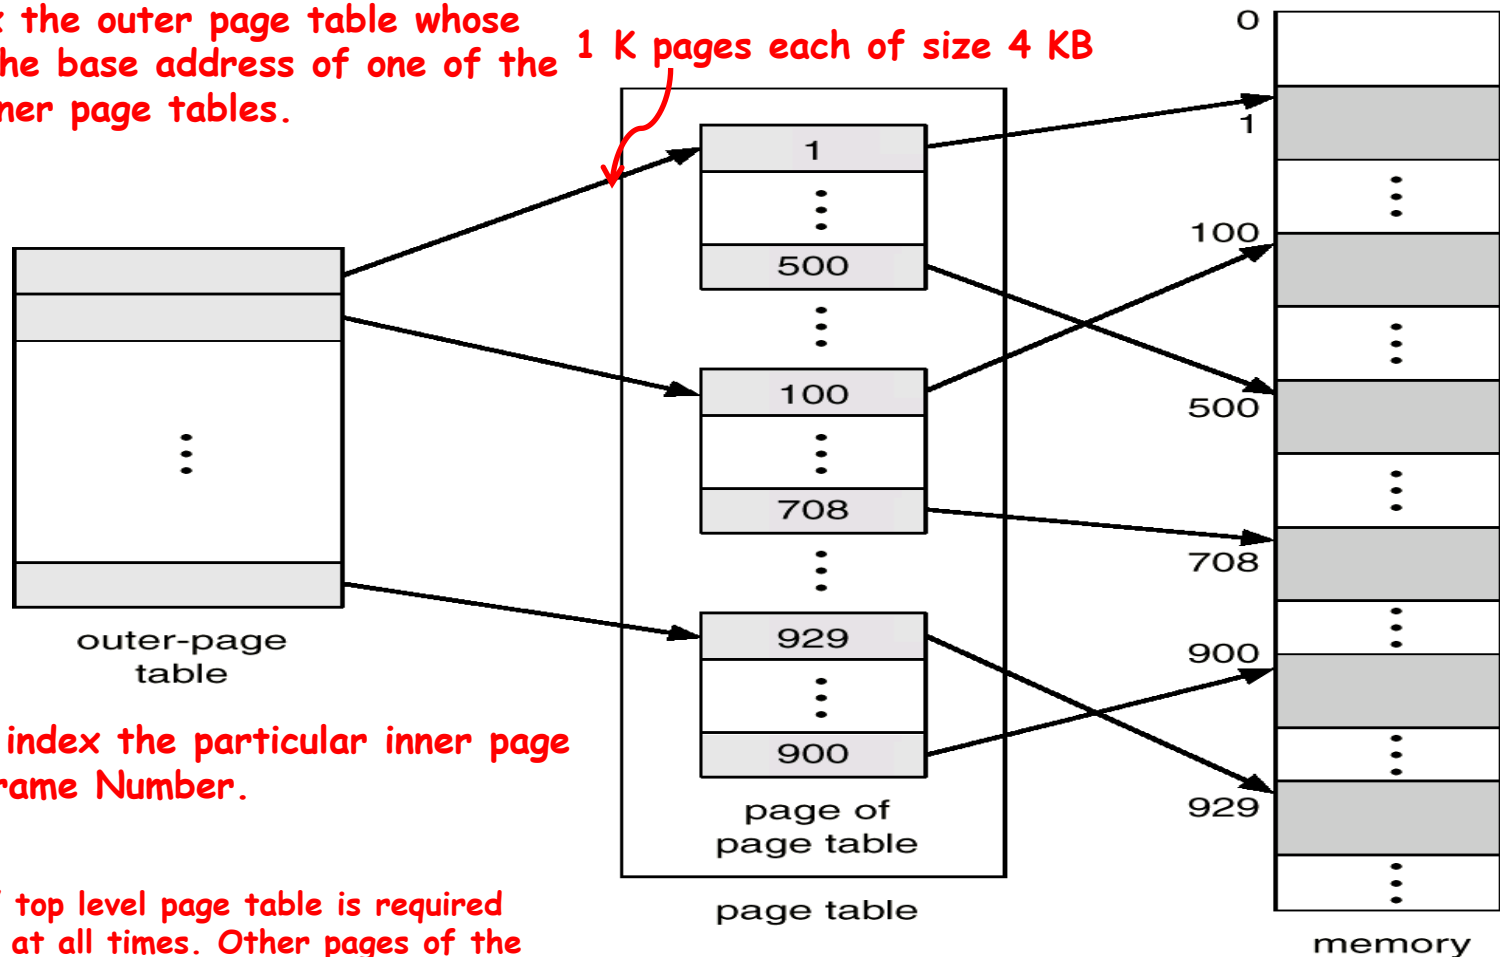 the outer page table whose
he base address of one of the
ner page tables.
1 K pages each of size 4 KB
1
500
100
708
929
900
page of
page table
page table
outer-page
table
index the particular inner page
rame Number.
top level page table is required
at all times. Other pages of the
0
1
100
500
708
900
929
memory